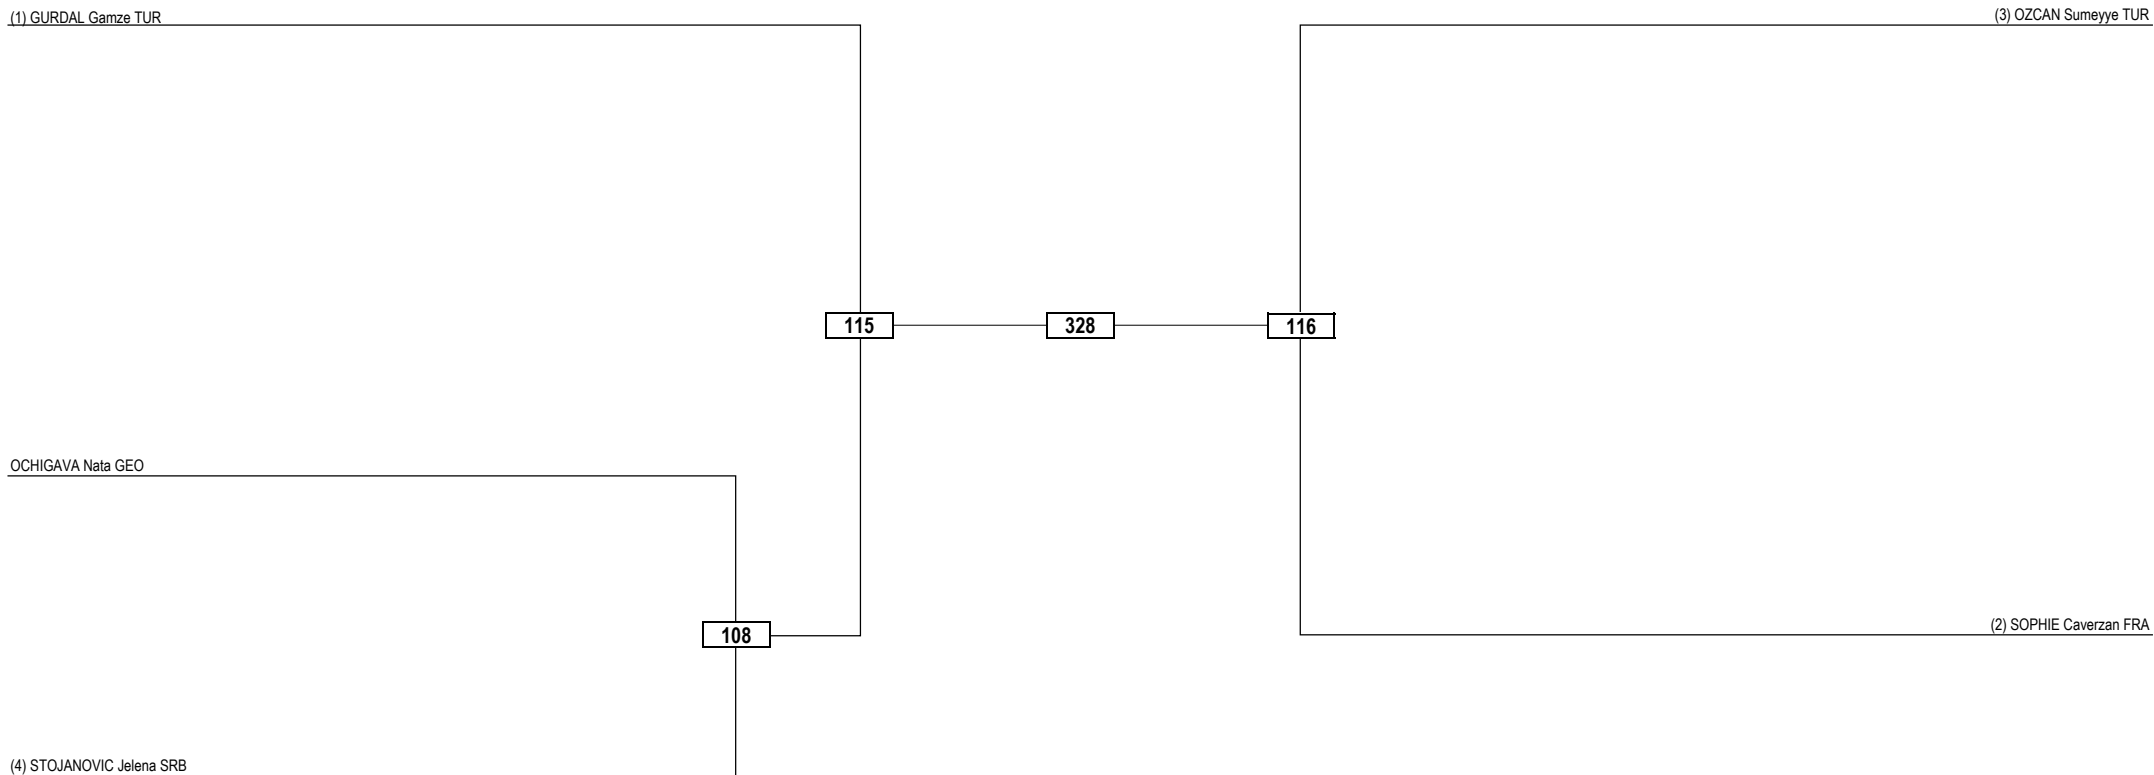 (1) GURDAL Gamze TUR
(3) OZCAN Sumeyye TUR
115
328
116
OCHIGAVA Nata GEO
(2) SOPHIE Caverzan FRA
108
(4) STOJANOVIC Jelena SRB